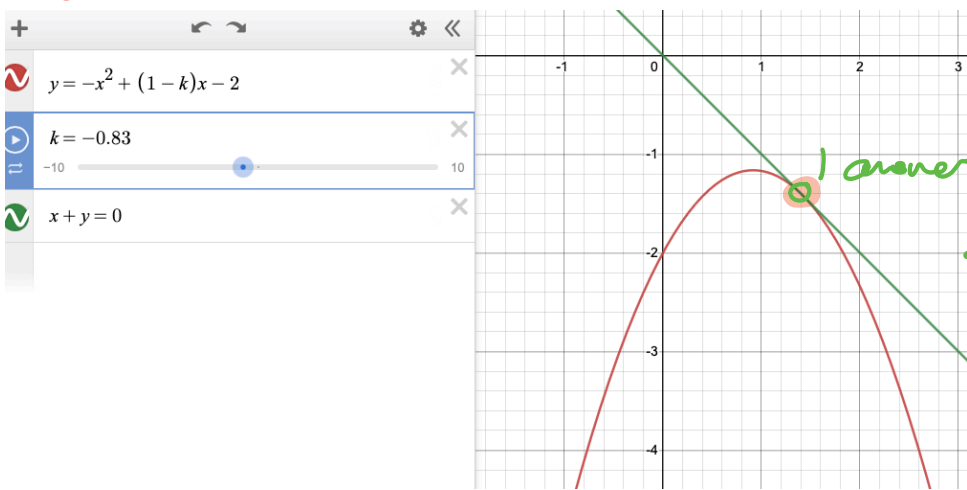 y = −x² + (1 − k)x − 2
k = −0.83
−10 10
x + y = 0
-1 0 1 2 3
-1
1 answer
-2
-3
-4